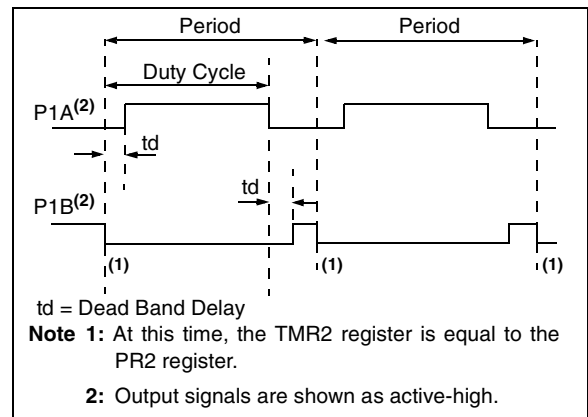 Period Period
Duty Cycle
P1A(2)
td
td
P1B(2)
(1) (1) (1)
td = Dead Band Delay
Note 1: At this time, the TMR2 register is equal to the
PR2 register.
2: Output signals are shown as active-high.